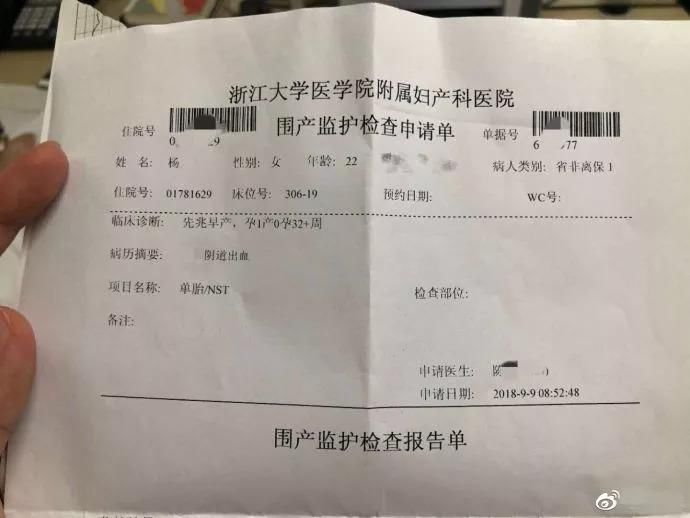 浙江大学医学院附属妇产科医院
围产监护检查申请单
住院号 0 29 单据号 6 77
姓 名: 杨 性别: 女 年龄: 22 病人类别: 省非离保 1
住院号: 01781629 床位号: 306-19 预约日期: WC号:
临床诊断: 先兆早产, 孕1产0孕32+周
病历摘要: 阴道出血
项目名称: 单胎/NST 检查部位:
备注:
申请医生: 陈
申请日期: 2018-9-9 08:52:48
围产监护检查报告单